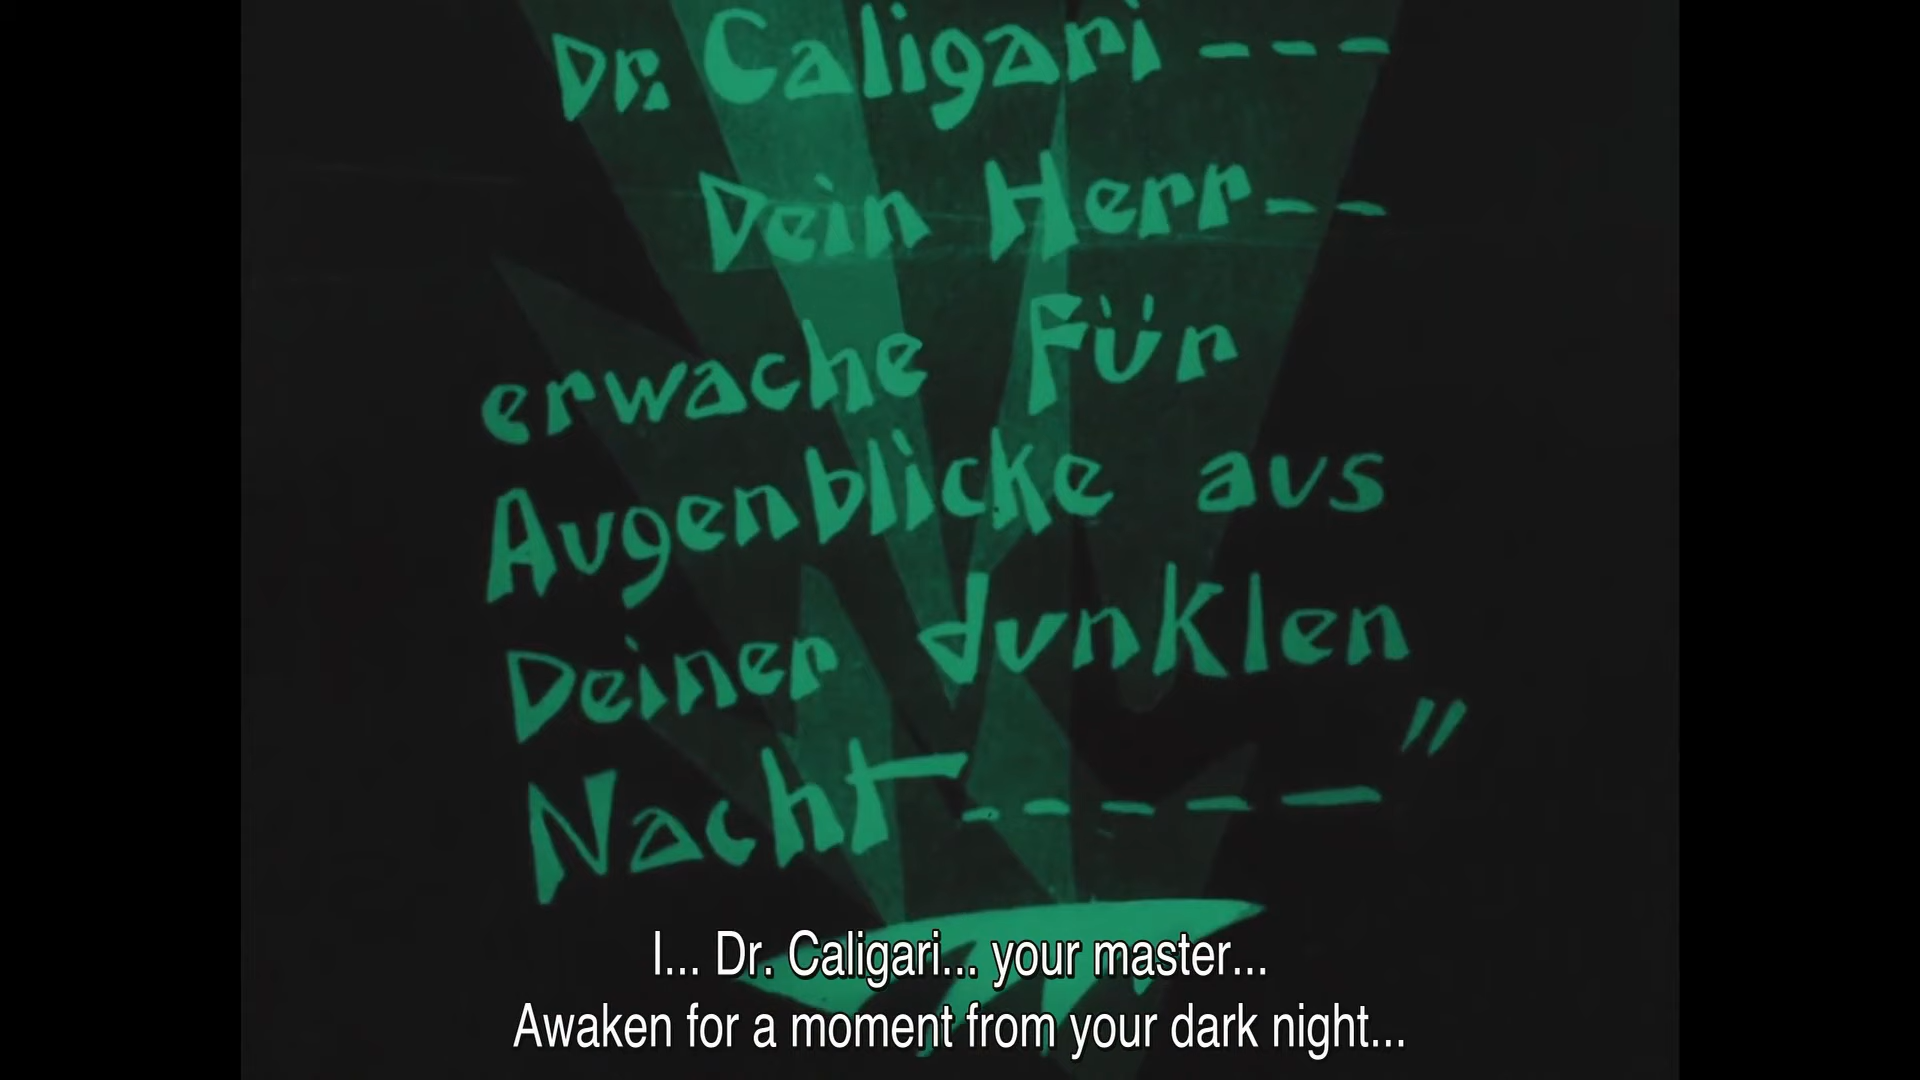 Dr. Caligari - - -
Dein Herr - -
erwache Für
Augenblicke aus
Deiner dunklen
Nacht - - - - - "
I... Dr. Caligari... your master...
Awaken for a moment from your dark night...